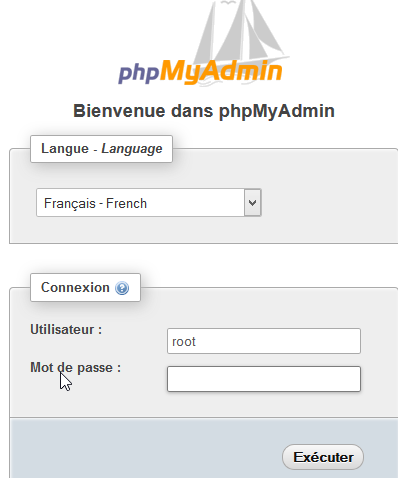 phpMyAdmin
Bienvenue dans phpMyAdmin
Langue - Language
Français - French
Connexion
Utilisateur :
root
Mot de passe :
Exécuter